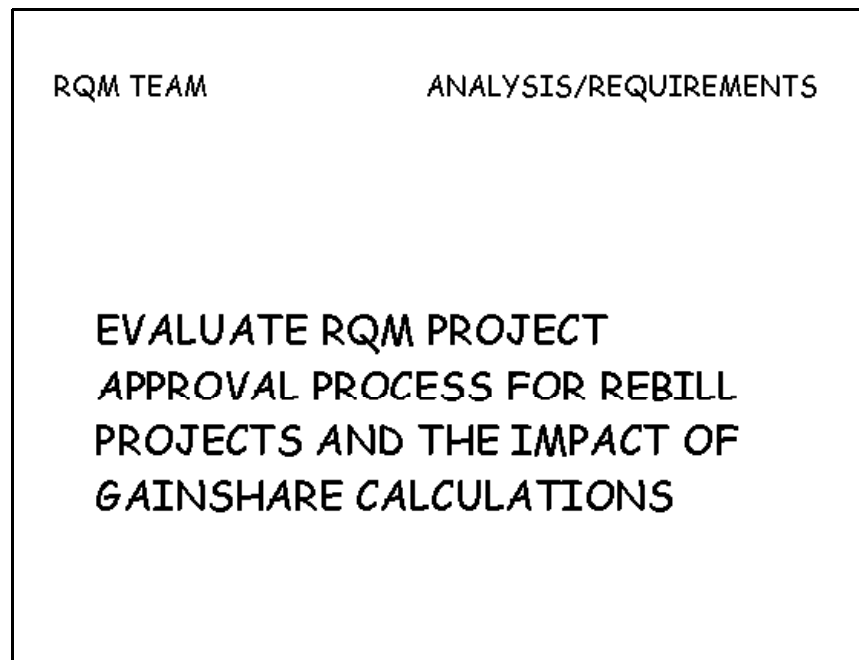 RQM TEAM
ANALYSIS/REQUIREMENTS
EVALUATE RQM PROJECT
APPROVAL PROCESS FOR REBILL
PROJECTS AND THE IMPACT OF
GAINSHARE CALCULATIONS